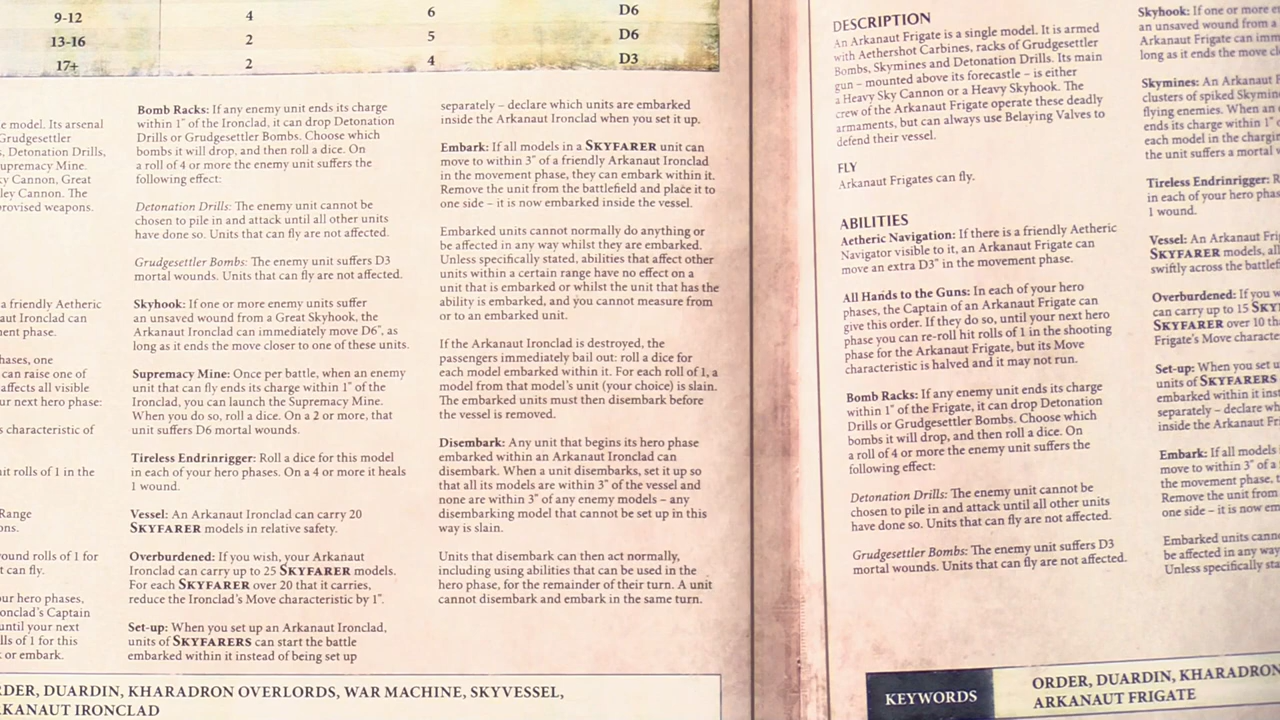 9-12 4 6 D6
13-16 2 5 D6
17+ 2 4 D3
e model. Its arsenal
Grudgesettler
s, Detonation Drills,
upremacy Mine.
ky Cannon, Great
ley Cannon. The
rovised weapons.
a friendly Aetheric
aut Ironclad can
ment phase.
hases, one
can raise one of
affects all visible
ur next hero phase:
s characteristic of
nit rolls of 1 in the
Range
ons.
ound rolls of 1 for
t can fly.
ur hero phases,
onclad's Captain
until your next
lls of 1 for this
k or embark.
Bomb Racks: If any enemy unit ends its charge
within 1" of the Ironclad, it can drop Detonation
Drills or Grudgesettler Bombs. Choose which
bombs it will drop, and then roll a dice. On
a roll of 4 or more the enemy unit suffers the
following effect:
Detonation Drills: The enemy unit cannot be
chosen to pile in and attack until all other units
have done so. Units that can fly are not affected.
Grudgesettler Bombs: The enemy unit suffers D3
mortal wounds. Units that can fly are not affected.
Skyhook: If one or more enemy units suffer
an unsaved wound from a Great Skyhook, the
Arkanaut Ironclad can immediately move D6", as
long as it ends the move closer to one of these units.
Supremacy Mine: Once per battle, when an enemy
unit that can fly ends its charge within 1" of the
Ironclad, you can launch the Supremacy Mine.
When you do so, roll a dice. On a 2 or more, that
unit suffers D6 mortal wounds.
Tireless Endrinrigger: Roll a dice for this model
in each of your hero phases. On a 4 or more it heals
1 wound.
Vessel: An Arkanaut Ironclad can carry 20
SKYFARER models in relative safety.
Overburdened: If you wish, your Arkanaut
Ironclad can carry up to 25 SKYFARER models.
For each SKYFARER over 20 that it carries,
reduce the Ironclad's Move characteristic by 1".
Set-up: When you set up an Arkanaut Ironclad,
units of SKYFARERS can start the battle
embarked within it instead of being set up
separately – declare which units are embarked
inside the Arkanaut Ironclad when you set it up.
Embark: If all models in a SKYFARER unit can
move to within 3" of a friendly Arkanaut Ironclad
in the movement phase, they can embark within it.
Remove the unit from the battlefield and place it to
one side – it is now embarked inside the vessel.
Embarked units cannot normally do anything or
be affected in any way whilst they are embarked.
Unless specifically stated, abilities that affect other
units within a certain range have no effect on a
unit that is embarked or whilst the unit that has the
ability is embarked, and you cannot measure from
or to an embarked unit.
If the Arkanaut Ironclad is destroyed, the
passengers immediately bail out: roll a dice for
each model embarked within it. For each roll of 1, a
model from that model's unit (your choice) is slain.
The embarked units must then disembark before
the vessel is removed.
Disembark: Any unit that begins its hero phase
embarked within an Arkanaut Ironclad can
disembark. When a unit disembarks, set it up so
that all its models are within 3" of the vessel and
none are within 3" of any enemy models – any
disembarking model that cannot be set up in this
way is slain.
Units that disembark can then act normally,
including using abilities that can be used in the
hero phase, for the remainder of their turn. A unit
cannot disembark and embark in the same turn.
RDER, DUARDIN, KHARADRON OVERLORDS, WAR MACHINE, SKYVESSEL,
RKANAUT IRONCLAD
DESCRIPTION
An Arkanaut Frigate is a single model. It is armed
with Aethershot Carbines, racks of Grudgesettler
Bombs, Skymines and Detonation Drills. Its main
gun – mounted above its forecastle – is either
a Heavy Sky Cannon or a Heavy Skyhook. The
crew of the Arkanaut Frigate operate these deadly
armaments, but can always use Belaying Valves to
defend their vessel.
FLY
Arkanaut Frigates can fly.
ABILITIES
Aetheric Navigation: If there is a friendly Aetheric
Navigator visible to it, an Arkanaut Frigate can
move an extra D3" in the movement phase.
All Hands to the Guns: In each of your hero
phases, the Captain of an Arkanaut Frigate can
give this order. If they do so, until your next hero
phase you can re-roll hit rolls of 1 in the shooting
phase for the Arkanaut Frigate, but its Move
characteristic is halved and it may not run.
Bomb Racks: If any enemy unit ends its charge
within 1" of the Frigate, it can drop Detonation
Drills or Grudgesettler Bombs. Choose which
bombs it will drop, and then roll a dice. On
a roll of 4 or more the enemy unit suffers the
following effect:
Detonation Drills: The enemy unit cannot be
chosen to pile in and attack until all other units
have done so. Units that can fly are not affected.
Grudgesettler Bombs: The enemy unit suffers D3
mortal wounds. Units that can fly are not affected.
Skyhook: If one or more e
an unsaved wound from a
Arkanaut Frigate can imm
long as it ends the move cl
Skymines: An Arkanaut F
clusters of spiked Skymin
flying enemies. When an
ends its charge within 1"
each model in the chargi
the unit suffers a mortal w
Tireless Endrinrigger: R
in each of your hero phas
1 wound.
Vessel: An Arkanaut Fri
SKYFARER models, all
swiftly across the battlef
Overburdened: If you w
can carry up to 15 SKY
SKYFARER over 10 th
Frigate's Move characte
Set-up: When you set u
units of SKYFARERS
embarked within it inst
separately – declare wh
inside the Arkanaut Fri
Embark: If all models
move to within 3" of a
the movement phase, t
Remove the unit from
one side – it is now em
Embarked units cann
be affected in any way
Unless specifically sta
KEYWORDS
ORDER, DUARDIN, KHARADRON
ARKANAUT FRIGATE